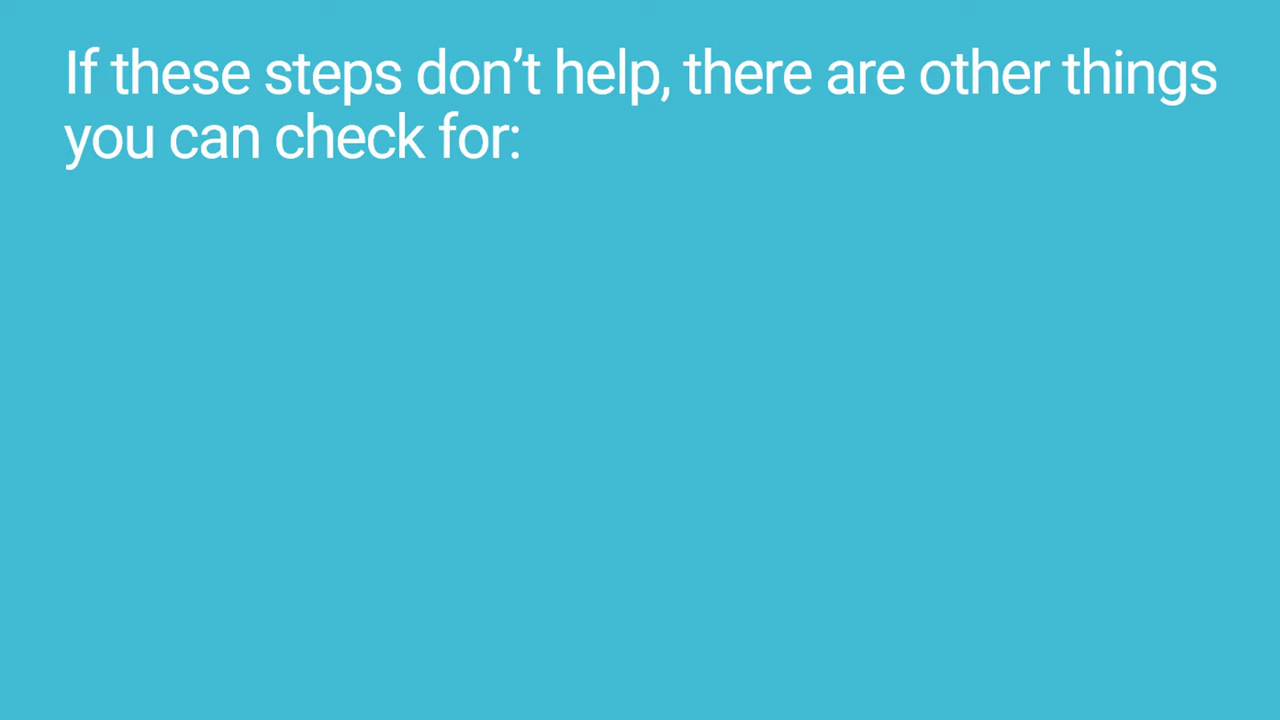 If these steps don’t help, there are other things
you can check for: